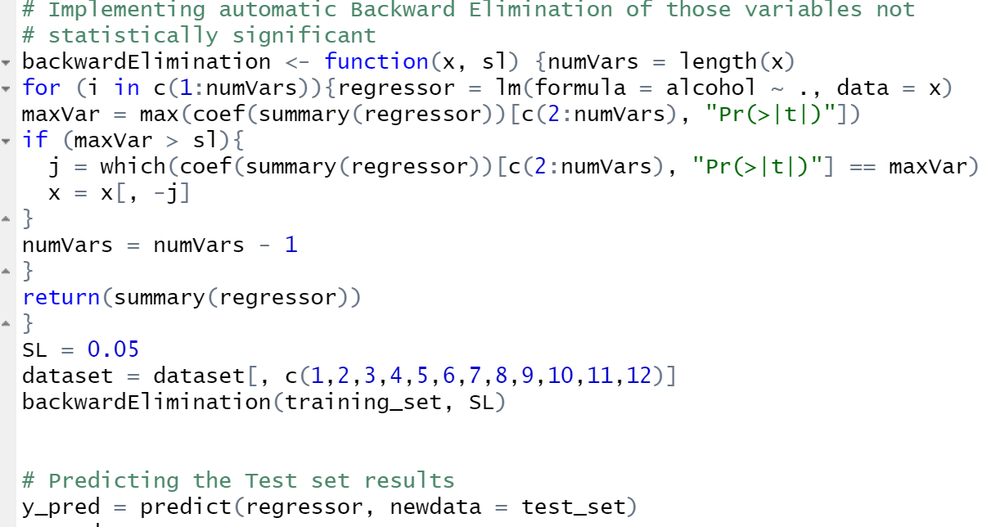 # Implementing automatic Backward Elimination of those variables not
# statistically significant
backwardElimination <- function(x, sl) {numVars = length(x)
for (i in c(1:numVars)){regressor = lm(formula = alcohol ~ ., data = x)
maxVar = max(coef(summary(regressor))[c(2:numVars), "Pr(>|t|)"])
if (maxVar > sl){
  j = which(coef(summary(regressor))[c(2:numVars), "Pr(>|t|)"] == maxVar)
  x = x[, -j]
}
numVars = numVars - 1
}
return(summary(regressor))
}
SL = 0.05
dataset = dataset[, c(1,2,3,4,5,6,7,8,9,10,11,12)]
backwardElimination(training_set, SL)
# Predicting the Test set results
y_pred = predict(regressor, newdata = test_set)